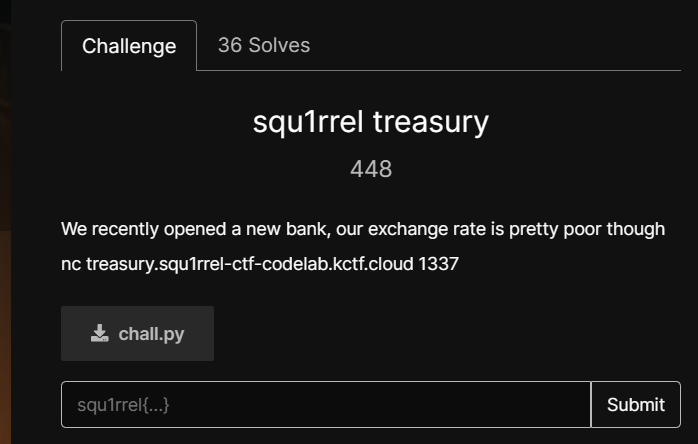 Challenge
36 Solves
squ1rrel treasury
448
We recently opened a new bank, our exchange rate is pretty poor though
nc treasury.squ1rrel-ctf-codelab.kctf.cloud 1337
chall.py
squ1rrel{...}
Submit